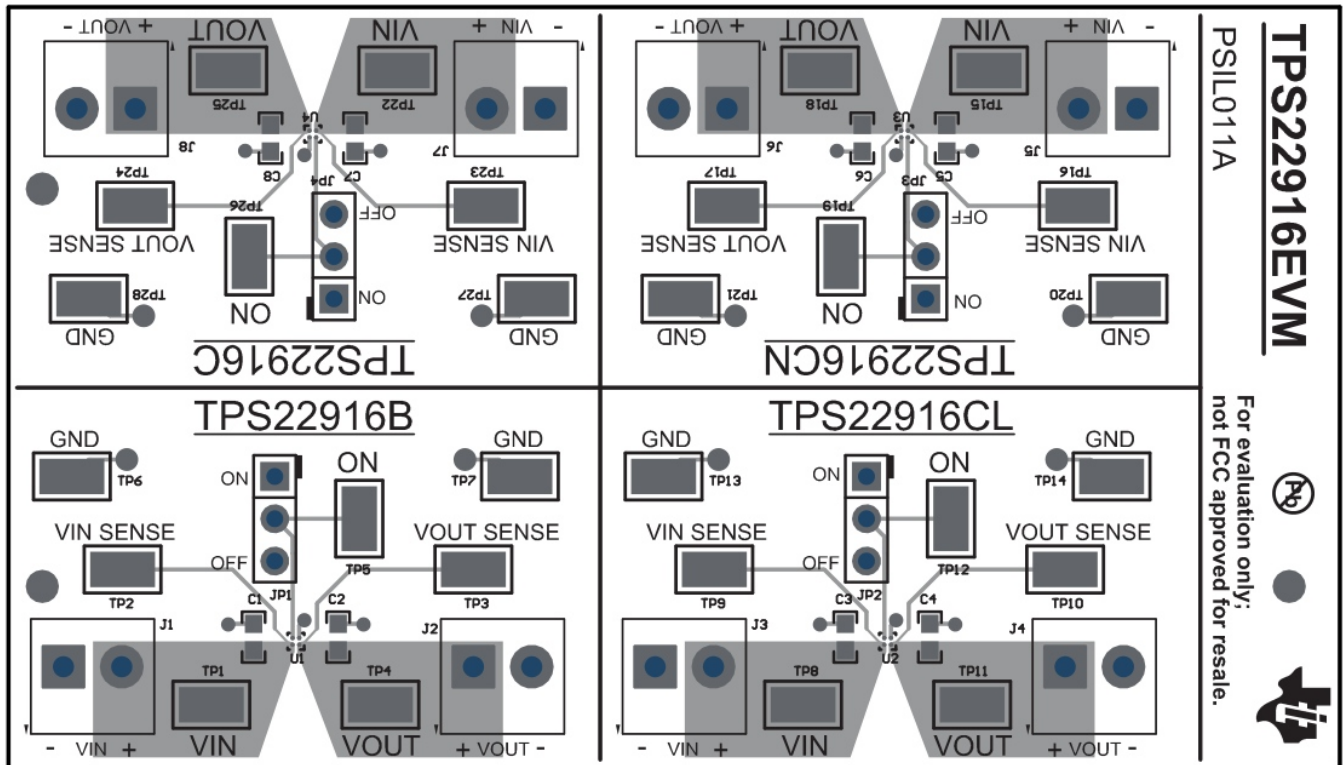 - VOUT +
VOUT
VIN
+ VIN -
TP25
TP22
U4
J8
J7
C8
C7
TP24
TP23
JP4
TP26
OFF
VOUT SENSE
VIN SENSE
TP28
TP27
ON
GND
ON
GND
TPS22916C
- VOUT +
VOUT
VIN
+ VIN -
TP18
TP15
U3
J6
J5
C6
C5
TP17
TP16
JP3
TP19
OFF
VOUT SENSE
VIN SENSE
TP21
TP20
ON
GND
ON
GND
TPS22916CN
TPS22916EVM
PSIL011A
For evaluation only;
not FCC approved for resale.
Pb
TPS22916B
GND
ON
ON
GND
TP6
TP7
VIN SENSE
VOUT SENSE
OFF
TP5
TP2
JP1
TP3
C1
C2
J1
J2
U1
TP1
TP4
- VIN +
VIN
VOUT
+ VOUT -
TPS22916CL
GND
ON
ON
GND
TP13
TP14
VIN SENSE
VOUT SENSE
OFF
TP12
TP9
JP2
TP10
C3
C4
J3
J4
U2
TP8
TP11
- VIN +
VIN
VOUT
+ VOUT -
ti